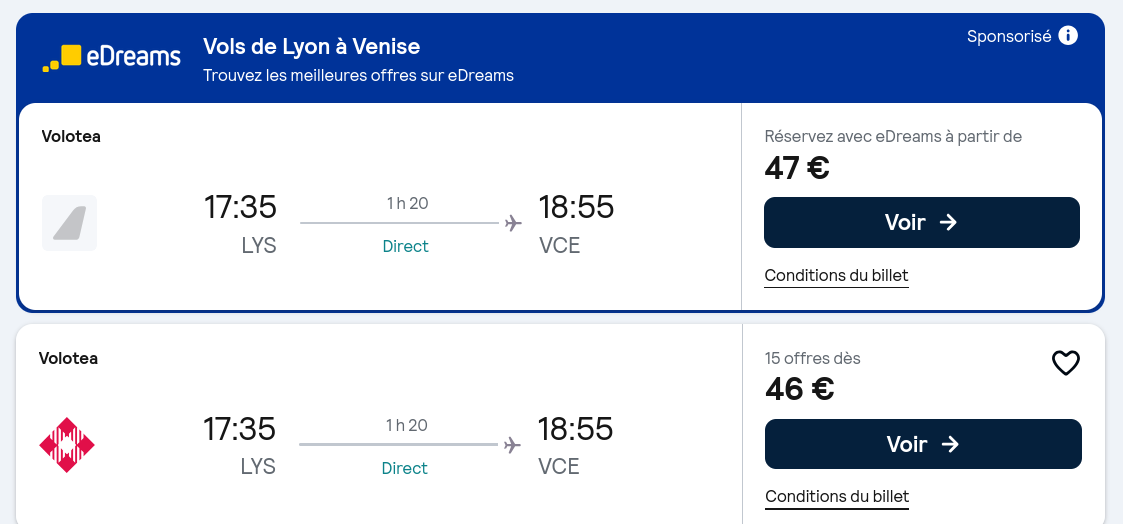 eDreams
Vols de Lyon à Venise
Trouvez les meilleures offres sur eDreams
Sponsorisé
Volotea
17:35
LYS
1 h 20
Direct
18:55
VCE
Réservez avec eDreams à partir de
47 €
Voir
Conditions du billet
Volotea
17:35
LYS
1 h 20
Direct
18:55
VCE
15 offres dès
46 €
Voir
Conditions du billet